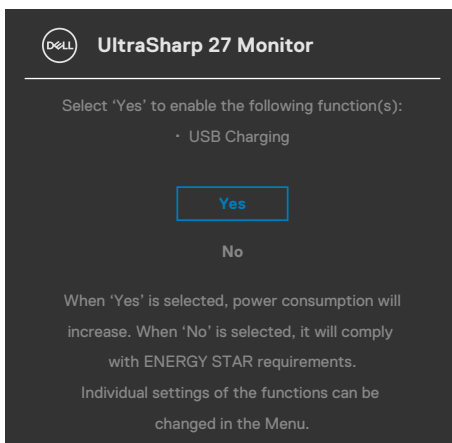 DELL
UltraSharp 27 Monitor
Select ‘Yes’ to enable the following function(s):
· USB Charging
Yes
No
When ‘Yes’ is selected, power consumption will
increase. When ‘No’ is selected, it will comply
with ENERGY STAR requirements.
Individual settings of the functions can be
changed in the Menu.